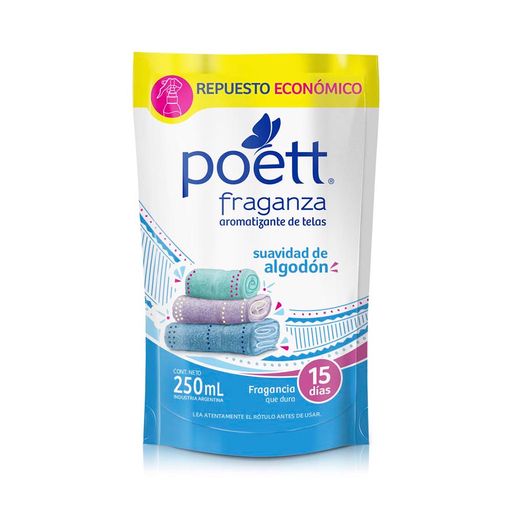 REPUESTO ECONÓMICO
poett®
fraganza
aromatizante de telas
suavidad de
algodón
CONT. NETO
250mL
INDUSTRIA ARGENTINA
Fragancia
que dura
15
días
LEA ATENTAMENTE EL RÓTULO ANTES DE USAR.